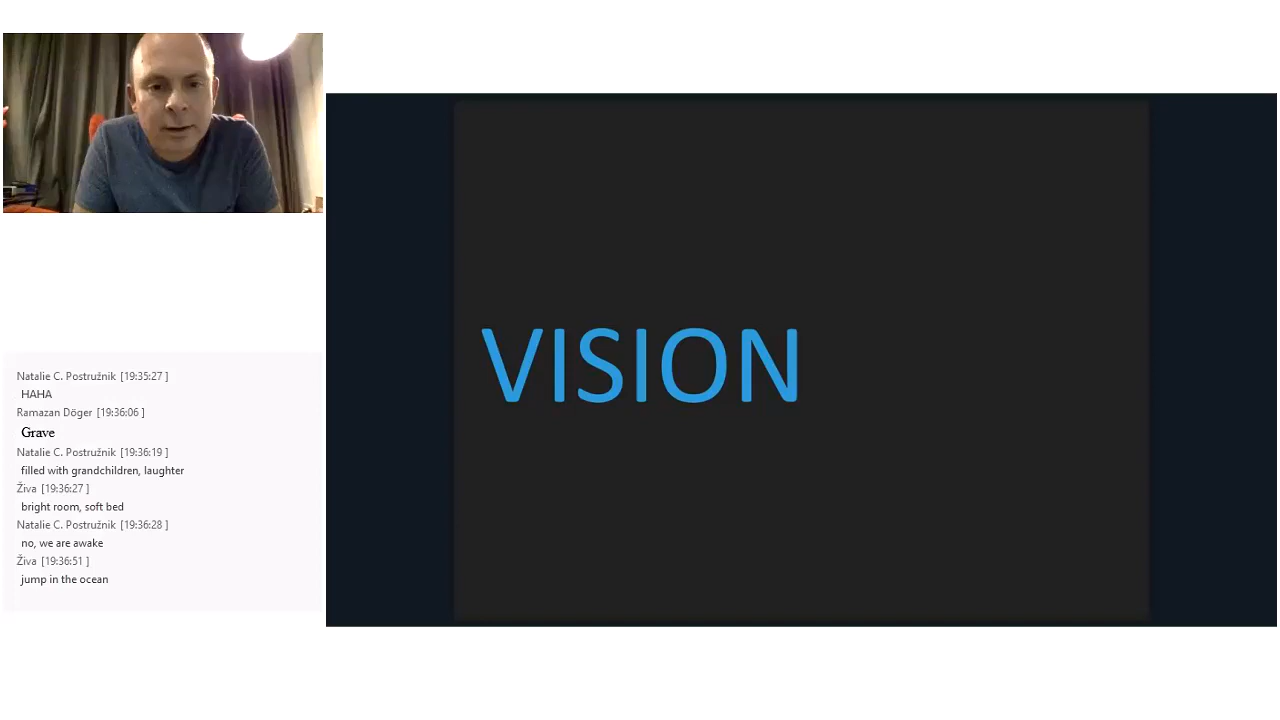 Natalie C. Postružnik [19:35:27 ]
HAHA
Ramazan Döger [19:36:06 ]
Grave
Natalie C. Postružnik [19:36:19 ]
filled with grandchildren, laughter
Živa [19:36:27 ]
bright room, soft bed
Natalie C. Postružnik [19:36:28 ]
no, we are awake
Živa [19:36:51 ]
jump in the ocean
VISION